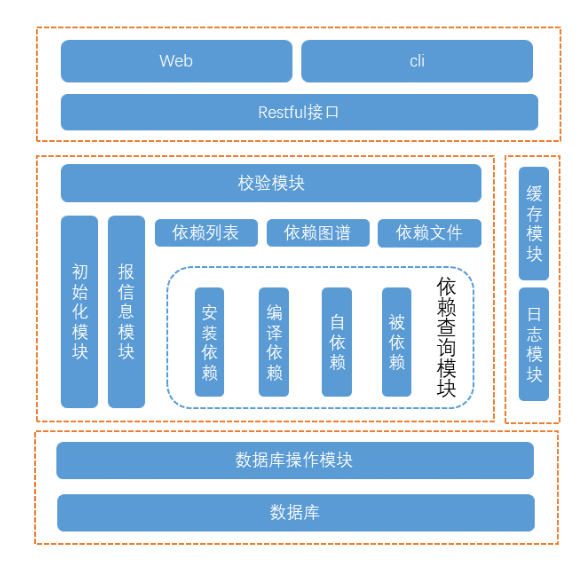 Web
cli
Restful接口
校验模块
缓存模块
初始化模块
报信息模块
依赖列表
依赖图谱
依赖文件
安装依赖
编译依赖
自依赖
被依赖
依赖查询模块
日志模块
数据库操作模块
数据库